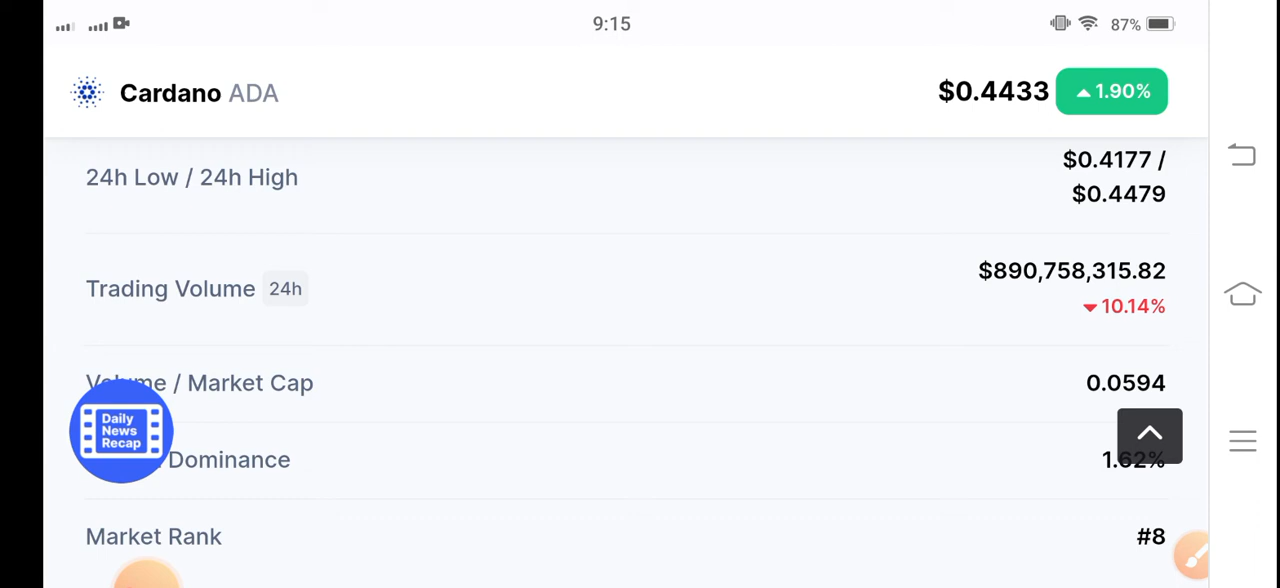 9:15
87%
Cardano ADA
$0.4433
1.90%
24h Low / 24h High
$0.4177 /
$0.4479
Trading Volume 24h
$890,758,315.82
10.14%
Volume / Market Cap
0.0594
Daily
News
Recap
Dominance
1.62%
Market Rank
#8